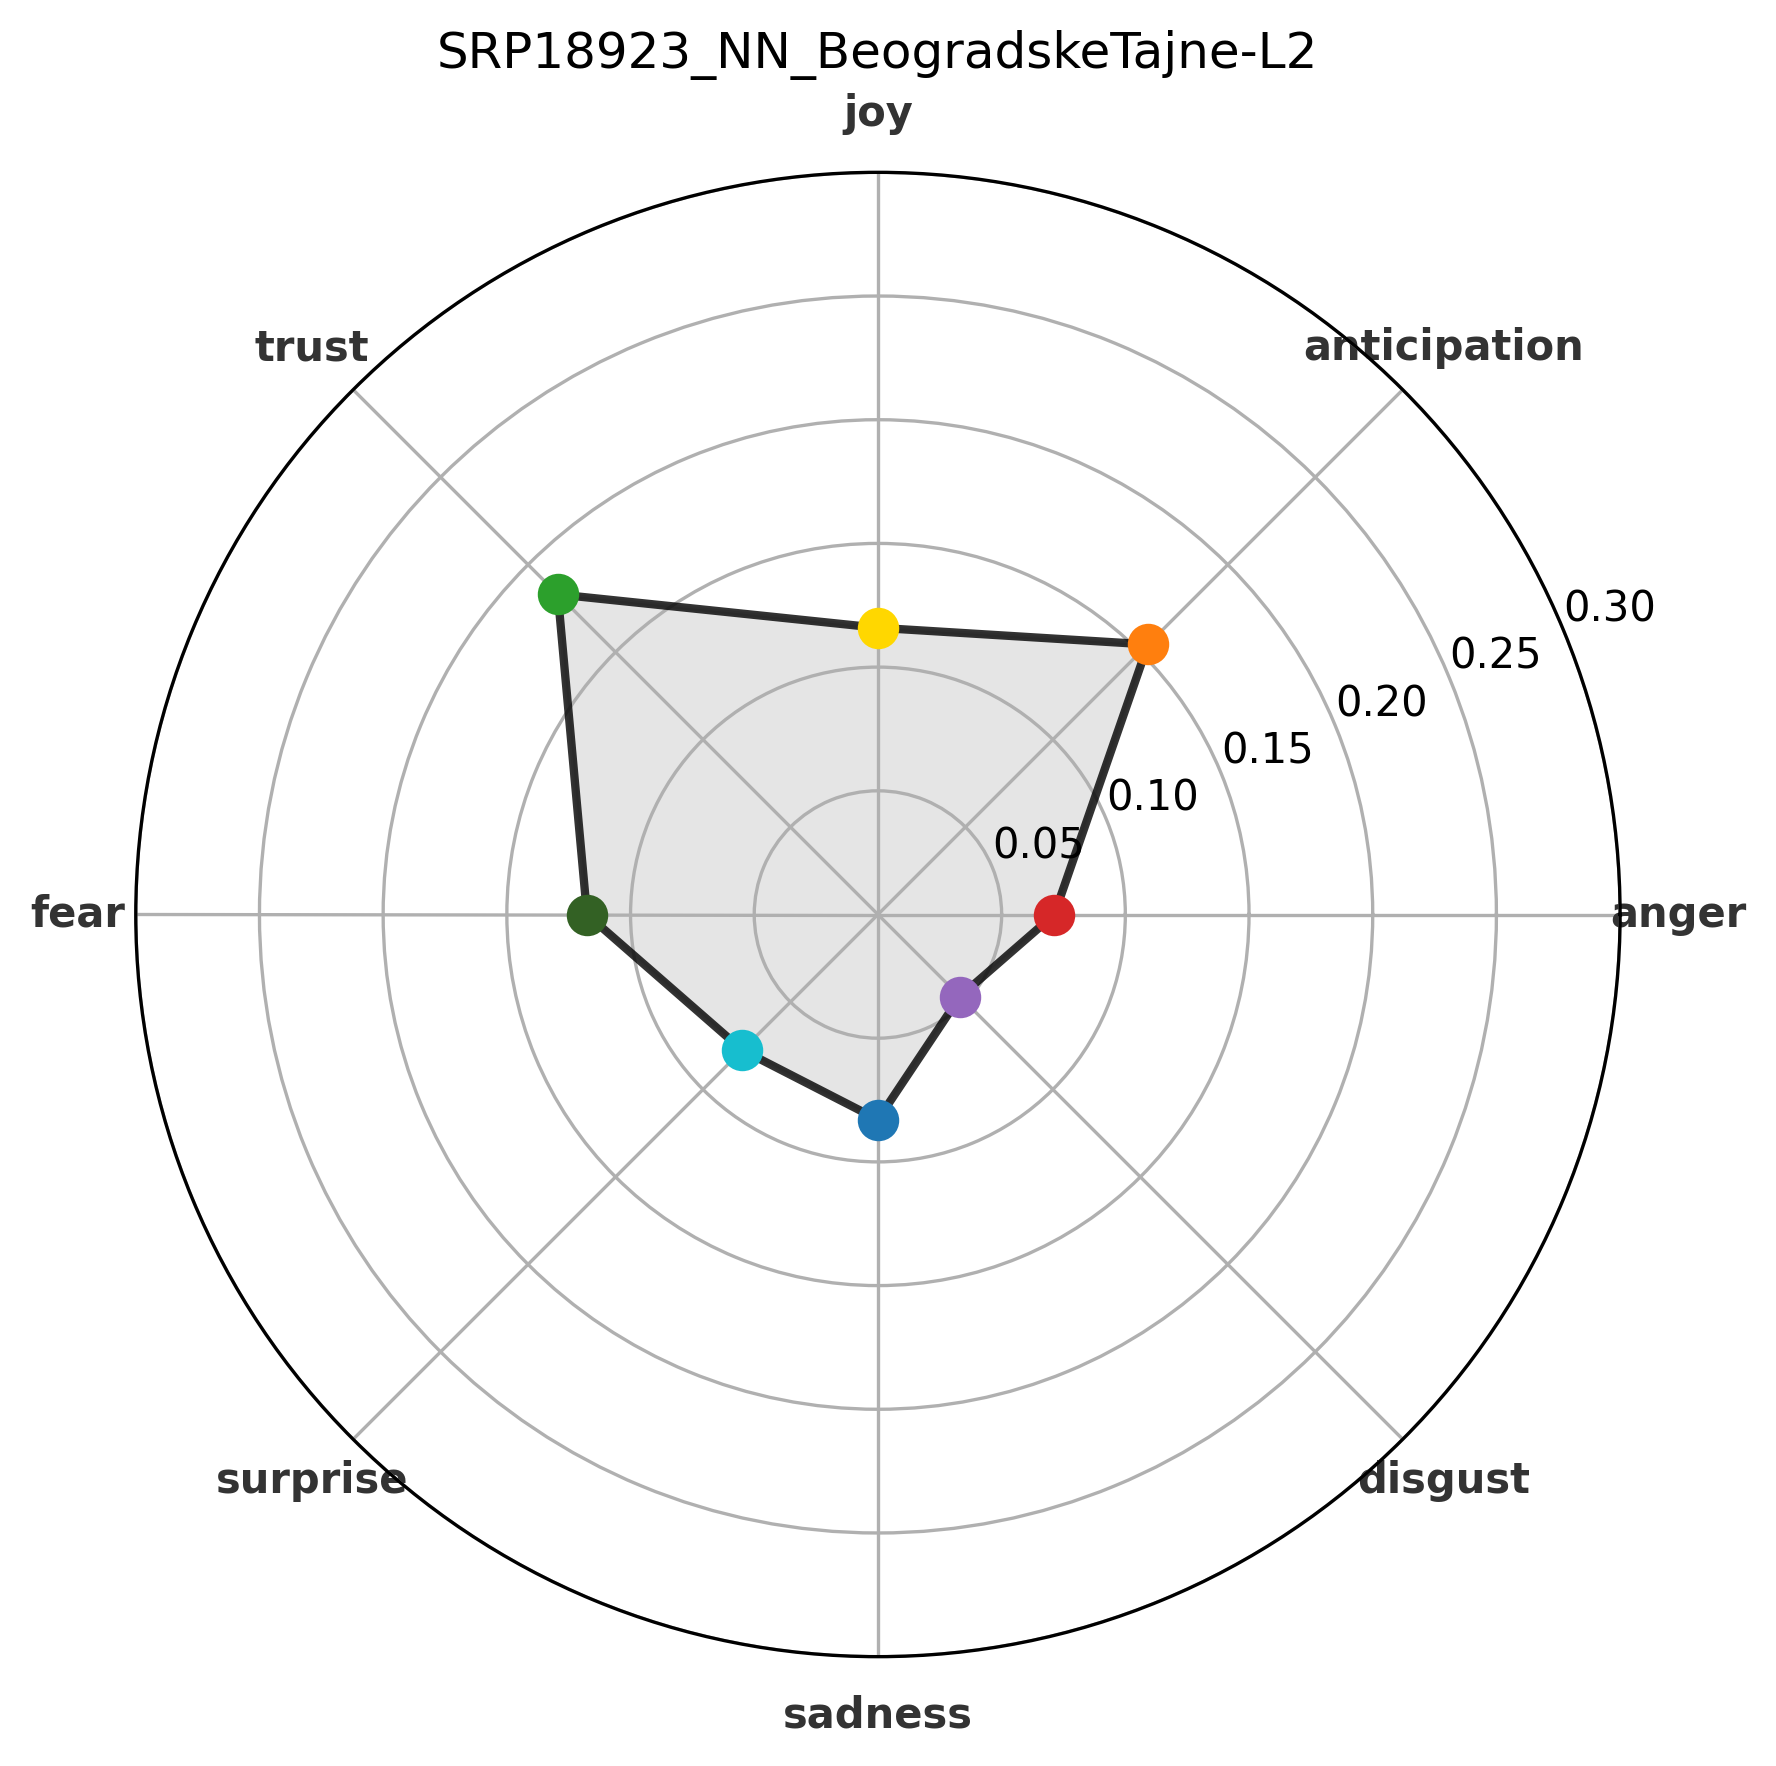 SRP18923_NN_BeogradskeTajne-L2
joy
trust
anticipation
0.30
0.25
0.20
0.15
0.10
0.05
fear
anger
surprise
disgust
sadness